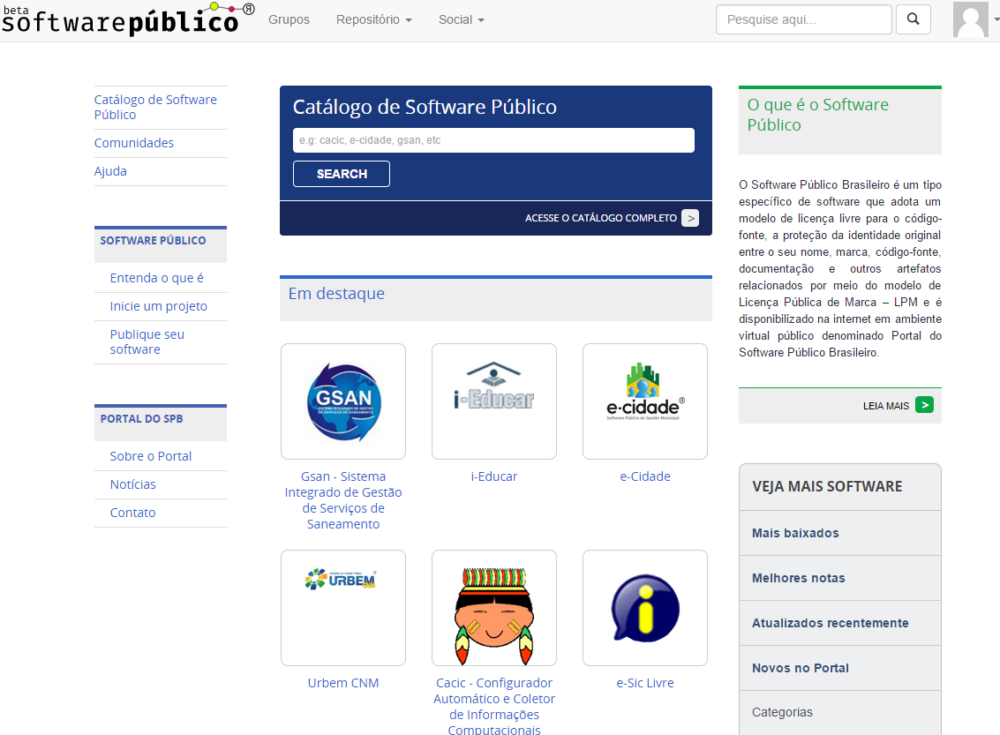 beta
softwarepúblico ®
Grupos
Repositório
Social
Pesquise aqui...
Catálogo de Software
Público
Comunidades
Ajuda
SOFTWARE PÚBLICO
Entenda o que é
Inicie um projeto
Publique seu
software
PORTAL DO SPB
Sobre o Portal
Notícias
Contato
Catálogo de Software Público
e.g: cacic, e-cidade, gsan, etc
SEARCH
ACESSE O CATÁLOGO COMPLETO >
Em destaque
GSAN
SISTEMA INTEGRADO DE GESTÃO
DE SERVIÇOS DE SANEAMENTO
Gsan - Sistema
Integrado de Gestão
de Serviços de
Saneamento
i-Educar
i-Educar
e-cidade®
Software Público de Gestão Municipal
e-Cidade
URBEM
Urbem CNM
Cacic - Configurador
Automático e Coletor
de Informações
Computacionais
i
e-Sic Livre
O que é o Software
Público
O Software Público Brasileiro é um tipo
específico de software que adota um
modelo de licença livre para o código-
fonte, a proteção da identidade original
entre o seu nome, marca, código-fonte,
documentação e outros artefatos
relacionados por meio do modelo de
Licença Pública de Marca – LPM e é
disponibilizado na internet em ambiente
virtual público denominado Portal do
Software Público Brasileiro.
LEIA MAIS >
VEJA MAIS SOFTWARE
Mais baixados
Melhores notas
Atualizados recentemente
Novos no Portal
Categorias